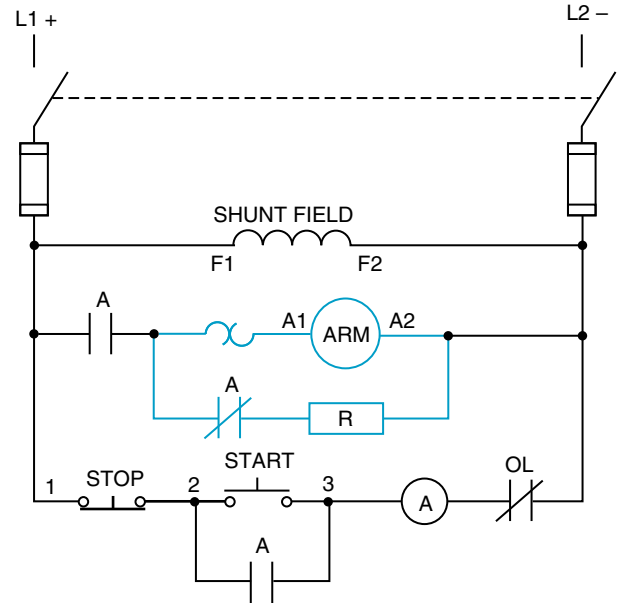 L1 +
L2 –
SHUNT FIELD
F1
F2
A
A1
ARM
A2
A
R
START
OL
1
STOP
2
3
A
A